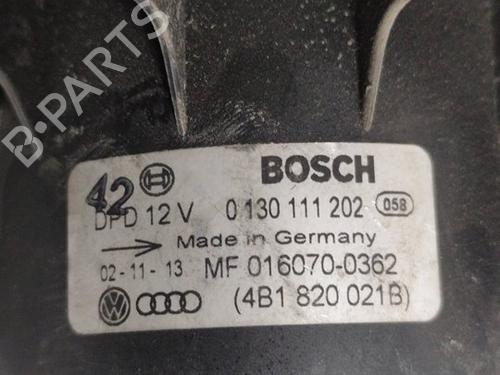 B-PARTS
42 BOSCH
DPD 12 V 0 130 111 202 058
Made in Germany
02-11-13 MF 016070-0362
(4B1 820 021B)